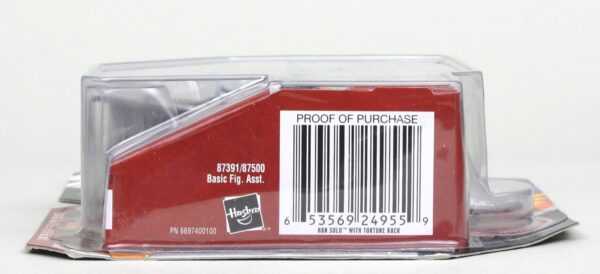 PROOF OF PURCHASE
87391/87500
Basic Fig. Asst.
Hasbro
PN 6697400100
6 53569 24955 9
HAN SOLO™ WITH TORTURE RACK